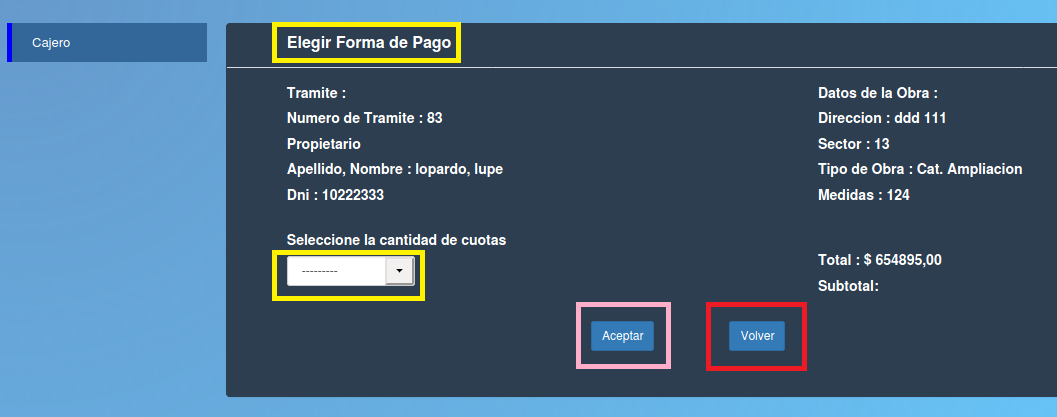 Cajero
Elegir Forma de Pago
Tramite :
Numero de Tramite : 83
Propietario
Apellido, Nombre : lopardo, lupe
Dni : 10222333
Seleccione la cantidad de cuotas
---------
Datos de la Obra :
Direccion : ddd 111
Sector : 13
Tipo de Obra : Cat. Ampliacion
Medidas : 124
Total : $ 654895,00
Subtotal:
Aceptar
Volver